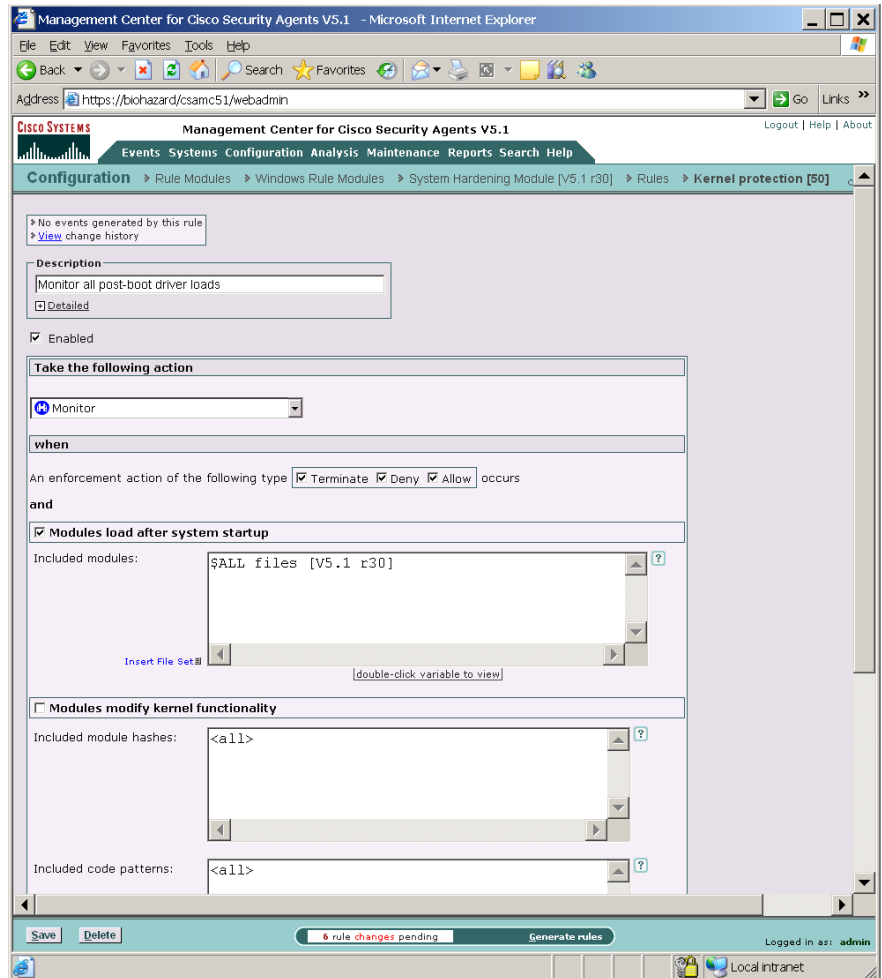 Management Center for Cisco Security Agents V5.1 - Microsoft Internet Explorer
File Edit View Favorites Tools Help
Back Search Favorites
Address https://biohazard/csamc51/webadmin Go Links »
CISCO SYSTEMS Management Center for Cisco Security Agents V5.1 Logout | Help | About
Events Systems Configuration Analysis Maintenance Reports Search Help
Configuration Rule Modules Windows Rule Modules System Hardening Module [V5.1 r30] Rules Kernel protection [50]
No events generated by this rule
View change history
Description
Monitor all post-boot driver loads
+ Detailed
Enabled
Take the following action
Monitor
when
An enforcement action of the following type Terminate Deny Allow occurs
and
Modules load after system startup
Included modules: $ALL files [V5.1 r30] ?
Insert File Set
double-click variable to view
Modules modify kernel functionality
Included module hashes: <all> ?
Included code patterns: <all> ?
Save Delete 6 rule changes pending Generate rules Logged in as: admin
Local intranet